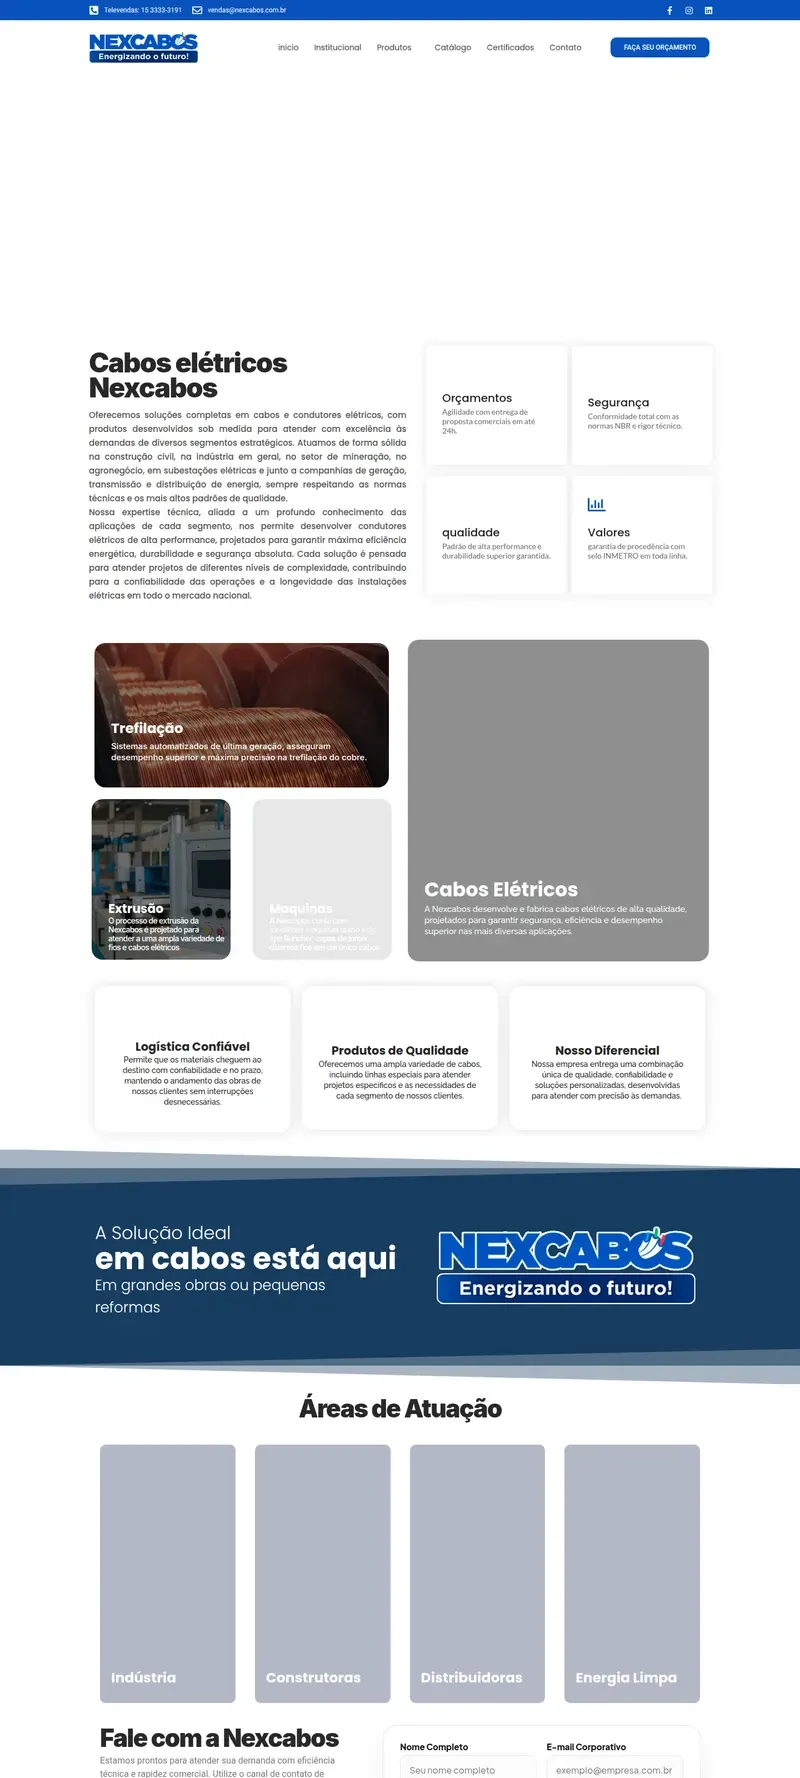 Televendas: 15 3333-3191
vendas@nexcabos.com.br
NEXCABOS
Energizando o futuro!
inicio
Institucional
Produtos
Catálogo
Certificados
Contato
FAÇA SEU ORÇAMENTO
Cabos elétricos
Nexcabos
Oferecemos soluções completas em cabos e condutores elétricos, com
produtos desenvolvidos sob medida para atender com excelência às
demandas de diversos segmentos estratégicos. Atuamos de forma sólida
na construção civil, na indústria em geral, no setor de mineração, no
agronegócio, em subestações elétricas e junto a companhias de geração,
transmissão e distribuição de energia, sempre respeitando as normas
técnicas e os mais altos padrões de qualidade.
Nossa expertise técnica, aliada a um profundo conhecimento das
aplicações de cada segmento, nos permite desenvolver condutores
elétricos de alta performance, projetados para garantir máxima eficiência
energética, durabilidade e segurança absoluta. Cada solução é pensada
para atender projetos de diferentes níveis de complexidade, contribuindo
para a confiabilidade das operações e a longevidade das instalações
elétricas em todo o mercado nacional.
Orçamentos
Agilidade com entrega de
proposta comerciais em até
24h.
Segurança
Conformidade total com as
normas NBR e rigor técnico.
qualidade
Padrão de alta performance e
durabilidade superior garantida.
Valores
garantia de procedência com
selo INMETRO em toda linha.
Trefilação
Sistemas automatizados de última geração, asseguram
desempenho superior e máxima precisão na trefilação do cobre.
Extrusão
O processo de extrusão da
Nexcabos é projetado para
atender a uma ampla variedade de
fios e cabos elétricos
Maquinas
A Nexcabos conta com
Cabos Elétricos
A Nexcabos desenvolve e fabrica cabos elétricos de alta qualidade,
projetados para garantir segurança, eficiência e desempenho
superior nas mais diversas aplicações.
Logística Confiável
Permite que os materiais cheguem ao
destino com confiabilidade e no prazo,
mantendo o andamento das obras de
nossos clientes sem interrupções
desnecessárias.
Produtos de Qualidade
Oferecemos uma ampla variedade de cabos,
incluindo linhas especiais para atender
projetos específicos e as necessidades de
cada segmento de nossos clientes.
Nosso Diferencial
Nossa empresa entrega uma combinação
única de qualidade, confiabilidade e
soluções personalizadas, desenvolvidas
para atender com precisão às demandas.
A Solução Ideal
em cabos está aqui
Em grandes obras ou pequenas
reformas
NEXCABOS
Energizando o futuro!
Áreas de Atuação
Indústria
Construtoras
Distribuidoras
Energia Limpa
Fale com a Nexcabos
Estamos prontos para atender sua demanda com eficiência
técnica e rapidez comercial. Utilize o canal de contato de
Nome Completo
Seu nome completo
E-mail Corporativo
exemplo@empresa.com.br